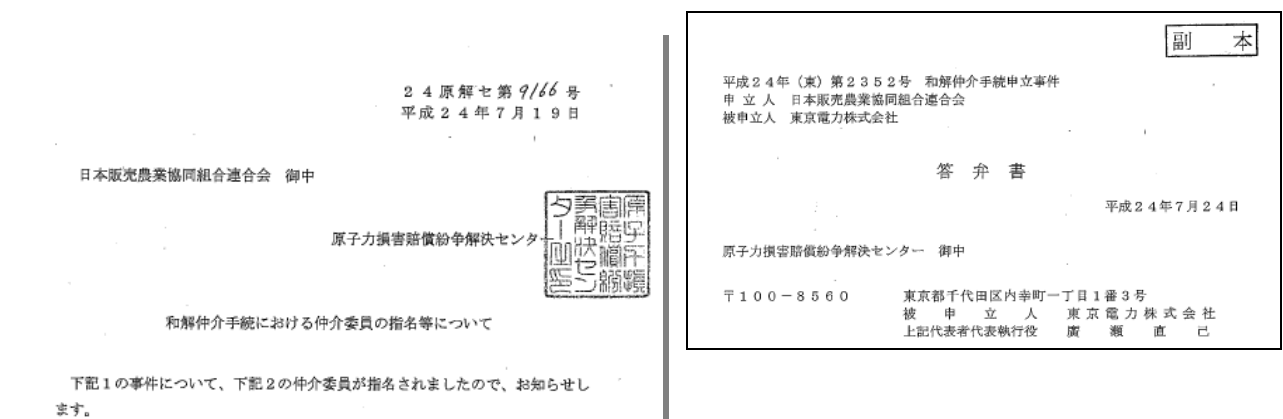 24原解セ第9166号
平成24年7月19日
日本販売農業協同組合連合会 御中
原子力損害賠償紛争解決センター
原子力損害賠償紛争解決センター之印
和解仲介手続における仲介委員の指名等について
下記1の事件について、下記2の仲介委員が指名されましたので、お知らせし
ます。
副 本
平成24年(東)第2352号 和解仲介手続申立事件
申立人 日本販売農業協同組合連合会
被申立人 東京電力株式会社
答弁書
平成24年7月24日
原子力損害賠償紛争解決センター 御中
〒100-8560 東京都千代田区内幸町一丁目1番3号
被申立人 東京電力株式会社
上記代表者代表執行役 廣瀬直己